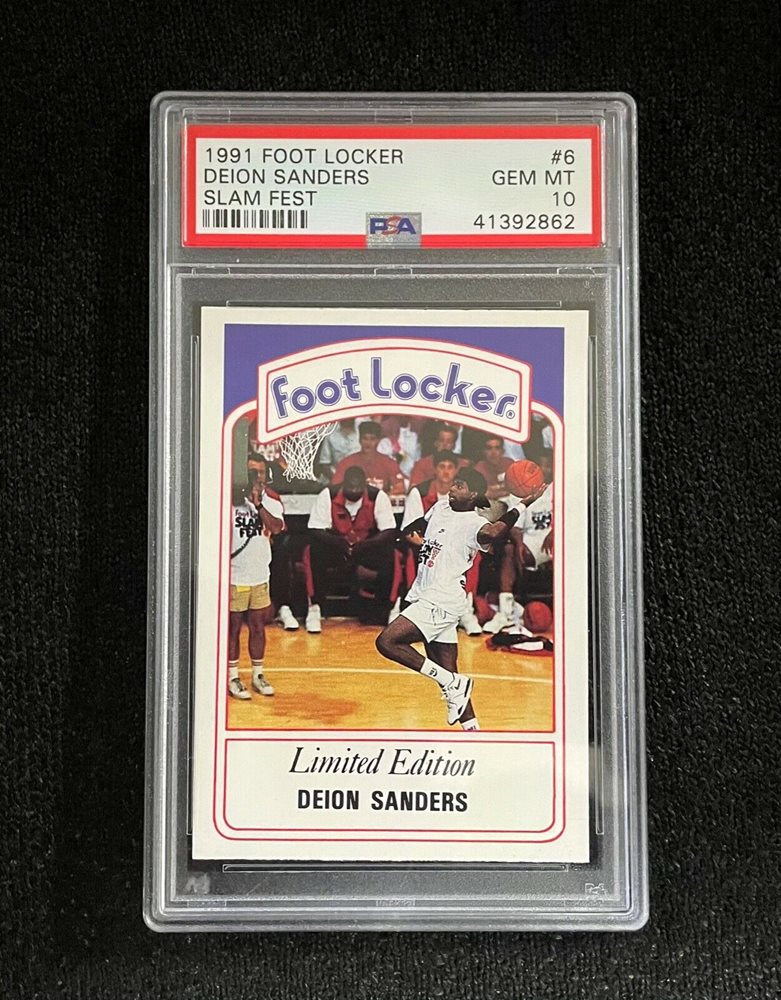 1991 FOOT LOCKER #6
DEION SANDERS GEM MT
SLAM FEST 10
PSA 41392862
Foot Locker®
Limited Edition
DEION SANDERS